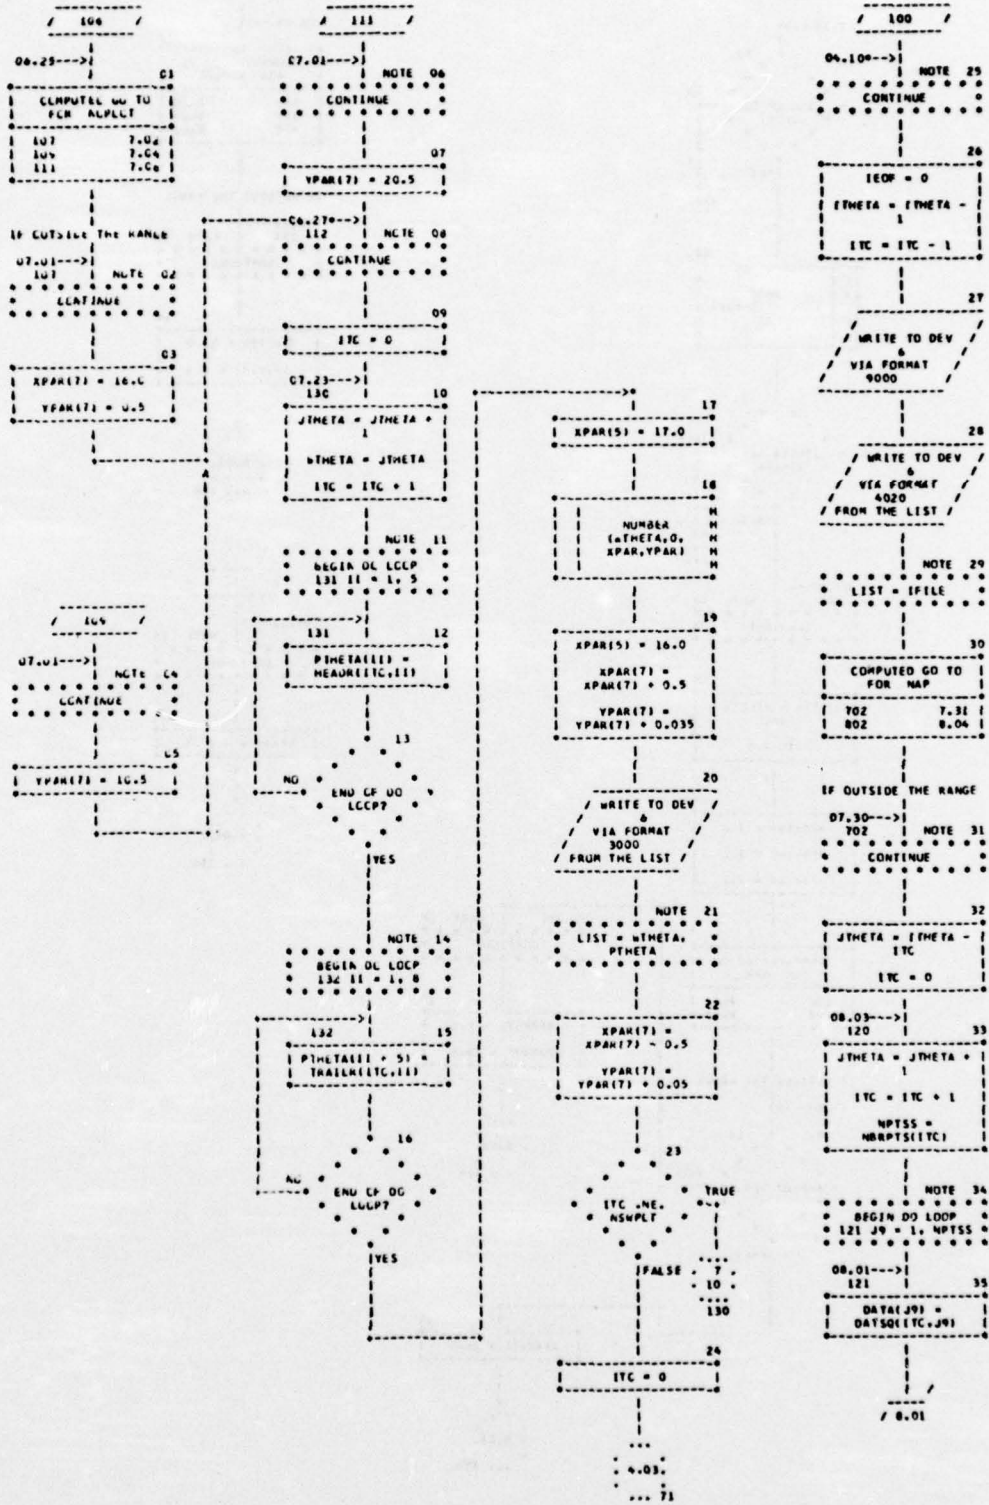 / 106 /
06.25--->|
01
COMPUTED GO TO
FOR
107 7.02
109 7.04
111 7.06
IF OUTSIDE THE RANGE
07.01--->|
107 NOTE 02
CONTINUE
03
XPAR(7) = 16.0
YPAR(7) = 0.5
/ 109 /
07.01--->|
NOTE 04
CONTINUE
05
YPAR(7) = 10.5
/ 111 /
07.01--->|
NOTE 06
CONTINUE
07
YPAR(7) = 20.5
06.27*--->|
112 NOTE 08
CONTINUE
09
ITC = 0
07.23--->|
130 10
JTHETA = JTHETA +
1
WTHETA = JTHETA
ITC = ITC + 1
NOTE 11
BEGIN DO LOOP
131 II = 1, 5
131 12
PTHETA(II) =
HEADR(ITC,II)
13
NO
END OF DO
LOOP?
YES
NOTE 14
BEGIN DO LOOP
132 II = 1, 8
132 15
PTHETA(II + 5) =
TRAILR(ITC,II)
16
NO
END OF DO
LOOP?
YES
17
XPAR(5) = 17.0
18
NUMBER
(WTHETA,0,
XPAR,YPAR)
19
XPAR(5) = 16.0
XPAR(7) =
XPAR(7) + 0.5
YPAR(7) =
YPAR(7) + 0.035
20
/ WRITE TO DEV /
6
VIA FORMAT
3000
/ FROM THE LIST /
NOTE 21
LIST = WTHETA,
PTHETA
22
XPAR(7) =
XPAR(7) - 0.5
YPAR(7) =
YPAR(7) + 0.05
23
ITC .NE.
NSWPLT
TRUE
FALSE
7
10
130
24
ITC = 0
4.03
71
/ 100 /
04.10*--->|
NOTE 25
CONTINUE
26
IEOF = 0
ITHETA = ITHETA -
1
ITC = ITC - 1
27
/ WRITE TO DEV /
6
VIA FORMAT
9000
28
/ WRITE TO DEV /
6
VIA FORMAT
4020
/ FROM THE LIST /
NOTE 29
LIST = IFILE
30
COMPUTED GO TO
FOR NAP
702 7.31
802 8.04
IF OUTSIDE THE RANGE
07.30--->|
702 NOTE 31
CONTINUE
32
JTHETA = ITHETA -
ITC
ITC = 0
08.03--->|
120 33
JTHETA = JTHETA +
1
ITC = ITC + 1
NPTSS =
NBRPTS(ITC)
NOTE 34
BEGIN DO LOOP
121 J9 = 1, NPTSS
08.01--->|
121 35
DATA(J9) =
DATSQ(ITC,J9)
/ 8.01